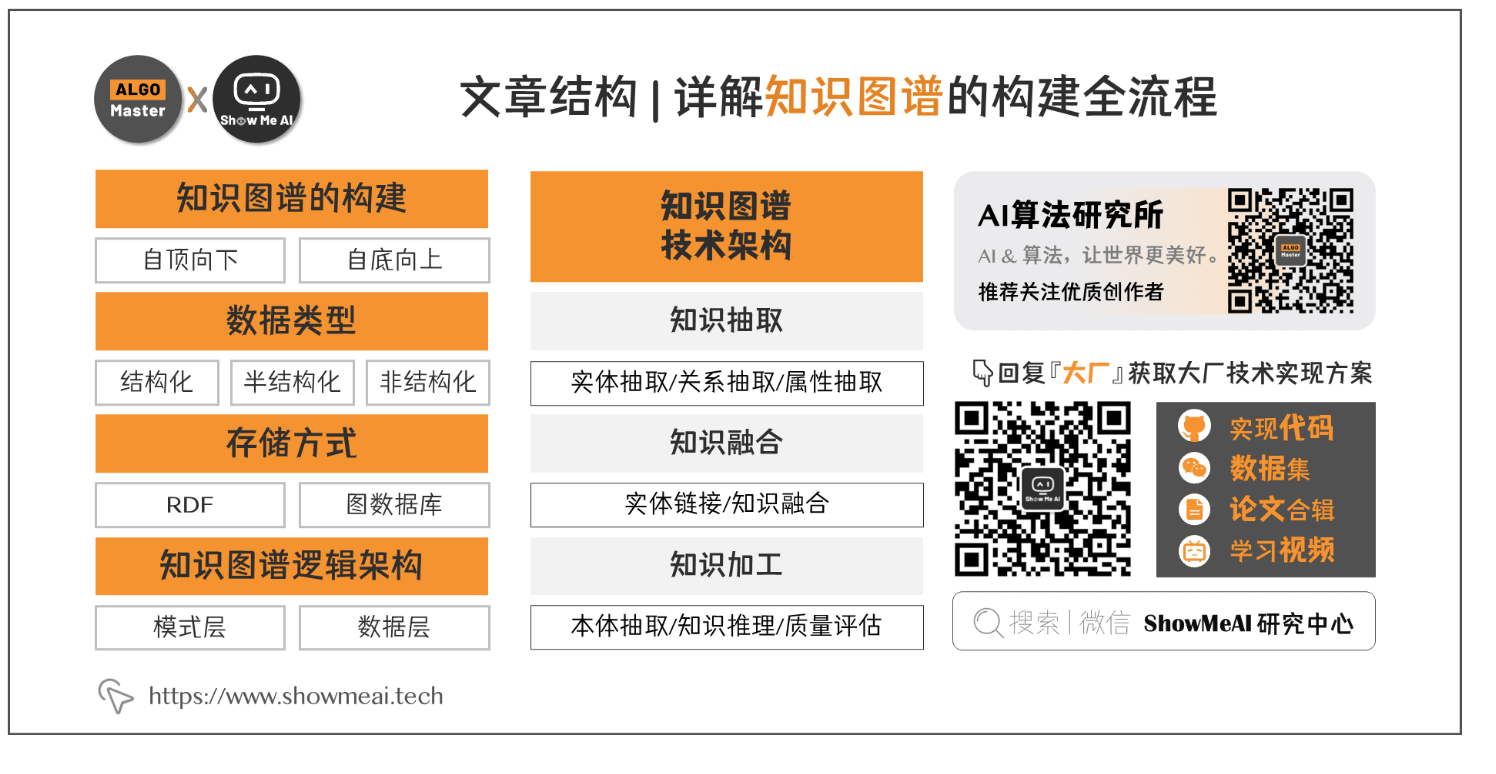 ALGO
Master
X
Show Me AI
文章结构 | 详解知识图谱的构建全流程
知识图谱的构建
自顶向下
自底向上
数据类型
结构化
半结构化
非结构化
存储方式
RDF
图数据库
知识图谱逻辑架构
模式层
数据层
https://www.showmeai.tech
知识图谱
技术架构
知识抽取
实体抽取/关系抽取/属性抽取
知识融合
实体链接/知识融合
知识加工
本体抽取/知识推理/质量评估
AI算法研究所
AI & 算法，让世界更美好。
推荐关注优质创作者
ALGO
Master
回复『大厂』获取大厂技术实现方案
Show Me AI
实现代码
数据集
论文合辑
学习视频
搜索 | 微信 ShowMeAI 研究中心